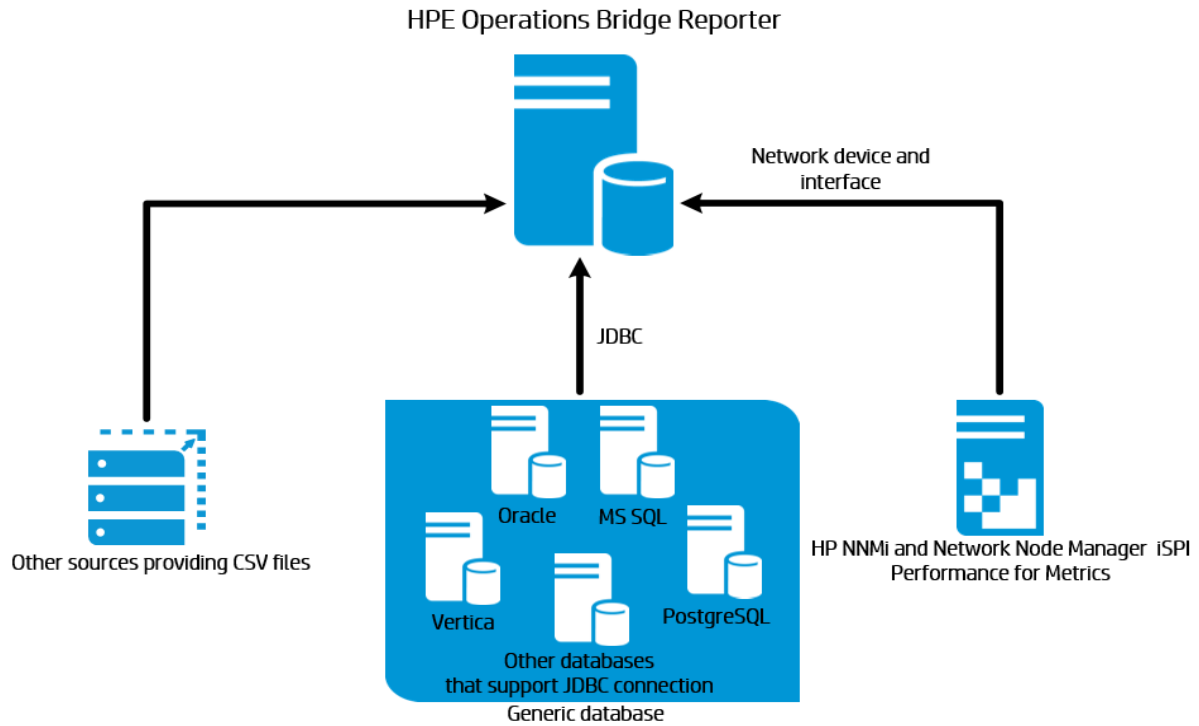 HPE Operations Bridge Reporter
Network device and
interface
JDBC
Oracle
MS SQL
Vertica
PostgreSQL
Other databases
that support JDBC connection
Generic database
Other sources providing CSV files
HP NNMi and Network Node Manager iSPI
Performance for Metrics